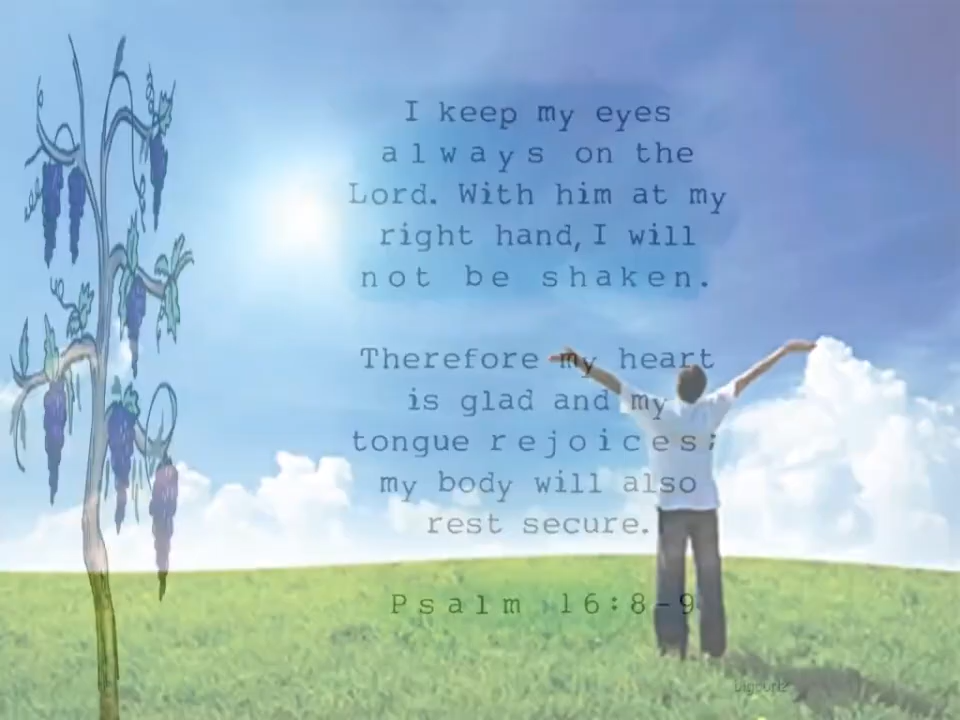 I keep my eyes
always on the
Lord. With him at my
right hand, I will
not be shaken.
Therefore my heart
is glad and my
tongue rejoices;
my body will also
rest secure.
Psalm 16:8-9